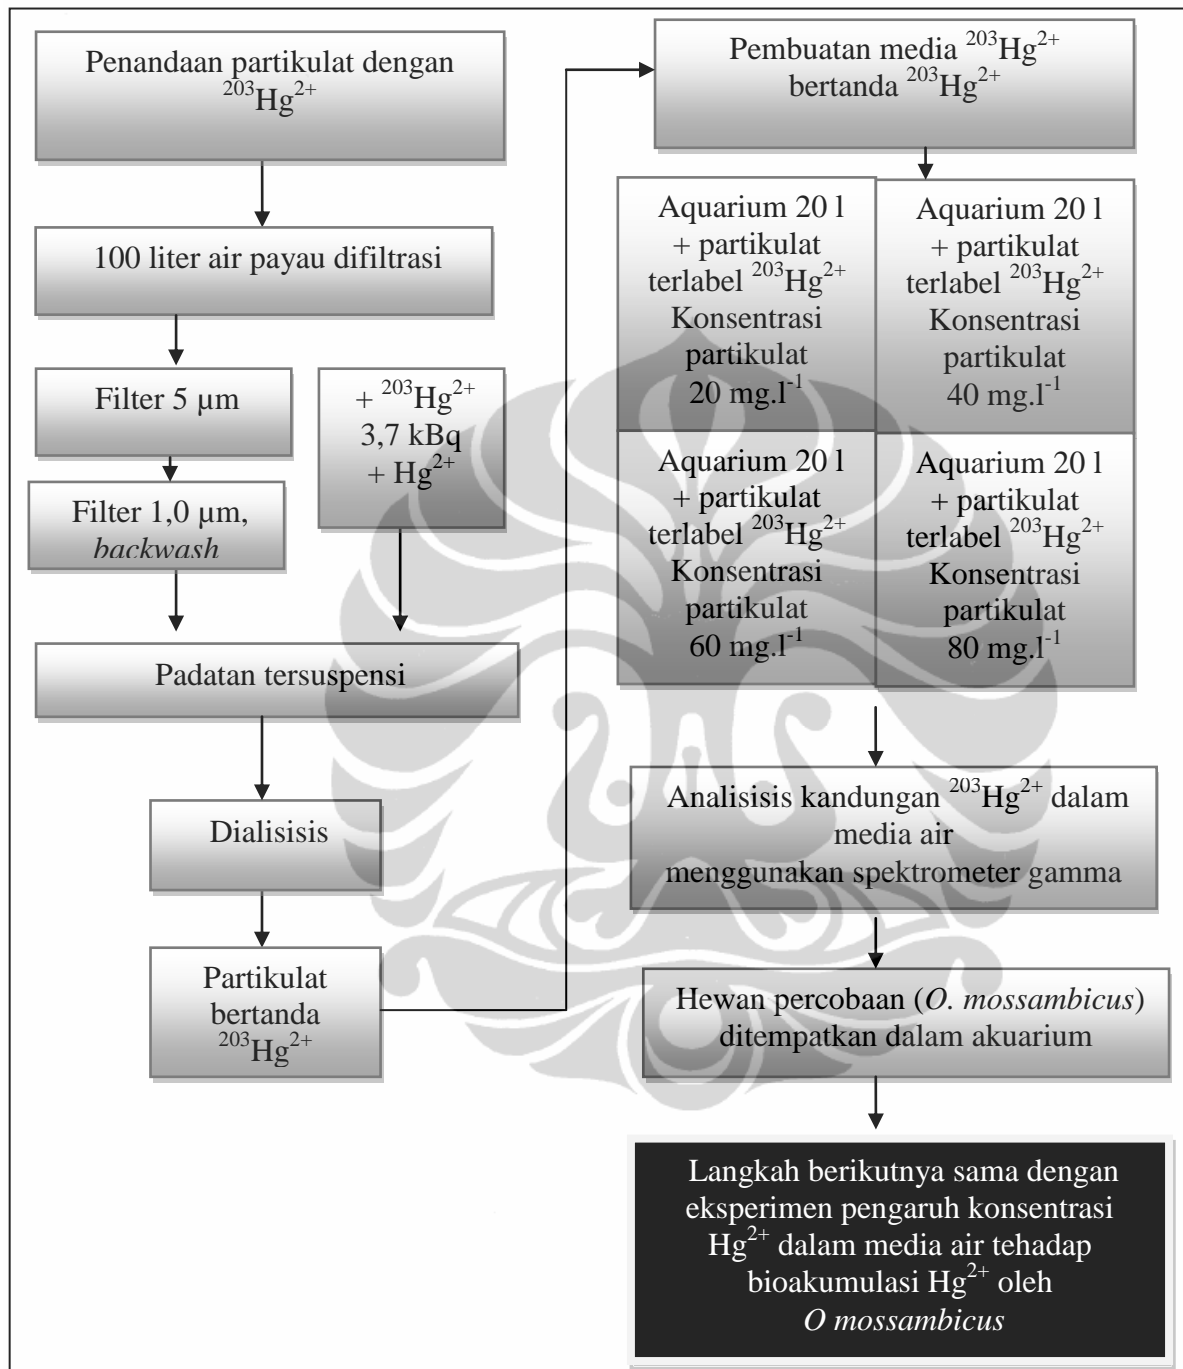 Penandaan partikulat dengan
²⁰³Hg²⁺
100 liter air payau difiltrasi
Filter 5 µm
+ ²⁰³Hg²⁺
3,7 kBq
+ Hg²⁺
Filter 1,0 µm,
backwash
Padatan tersuspensi
Dialisisis
Partikulat
bertanda
²⁰³Hg²⁺
Pembuatan media ²⁰³Hg²⁺
bertanda ²⁰³Hg²⁺
Aquarium 20 l
+ partikulat
terlabel ²⁰³Hg²⁺
Konsentrasi
partikulat
20 mg.l⁻¹
Aquarium 20 l
+ partikulat
terlabel ²⁰³Hg²⁺
Konsentrasi
partikulat
40 mg.l⁻¹
Aquarium 20 l
+ partikulat
terlabel ²⁰³Hg²⁺
Konsentrasi
partikulat
60 mg.l⁻¹
Aquarium 20 l
+ partikulat
terlabel ²⁰³Hg²⁺
Konsentrasi
partikulat
80 mg.l⁻¹
Analisisis kandungan ²⁰³Hg²⁺ dalam
media air
menggunakan spektrometer gamma
Hewan percobaan (O. mossambicus)
ditempatkan dalam akuarium
Langkah berikutnya sama dengan
eksperimen pengaruh konsentrasi
Hg²⁺ dalam media air tehadap
bioakumulasi Hg²⁺ oleh
O mossambicus